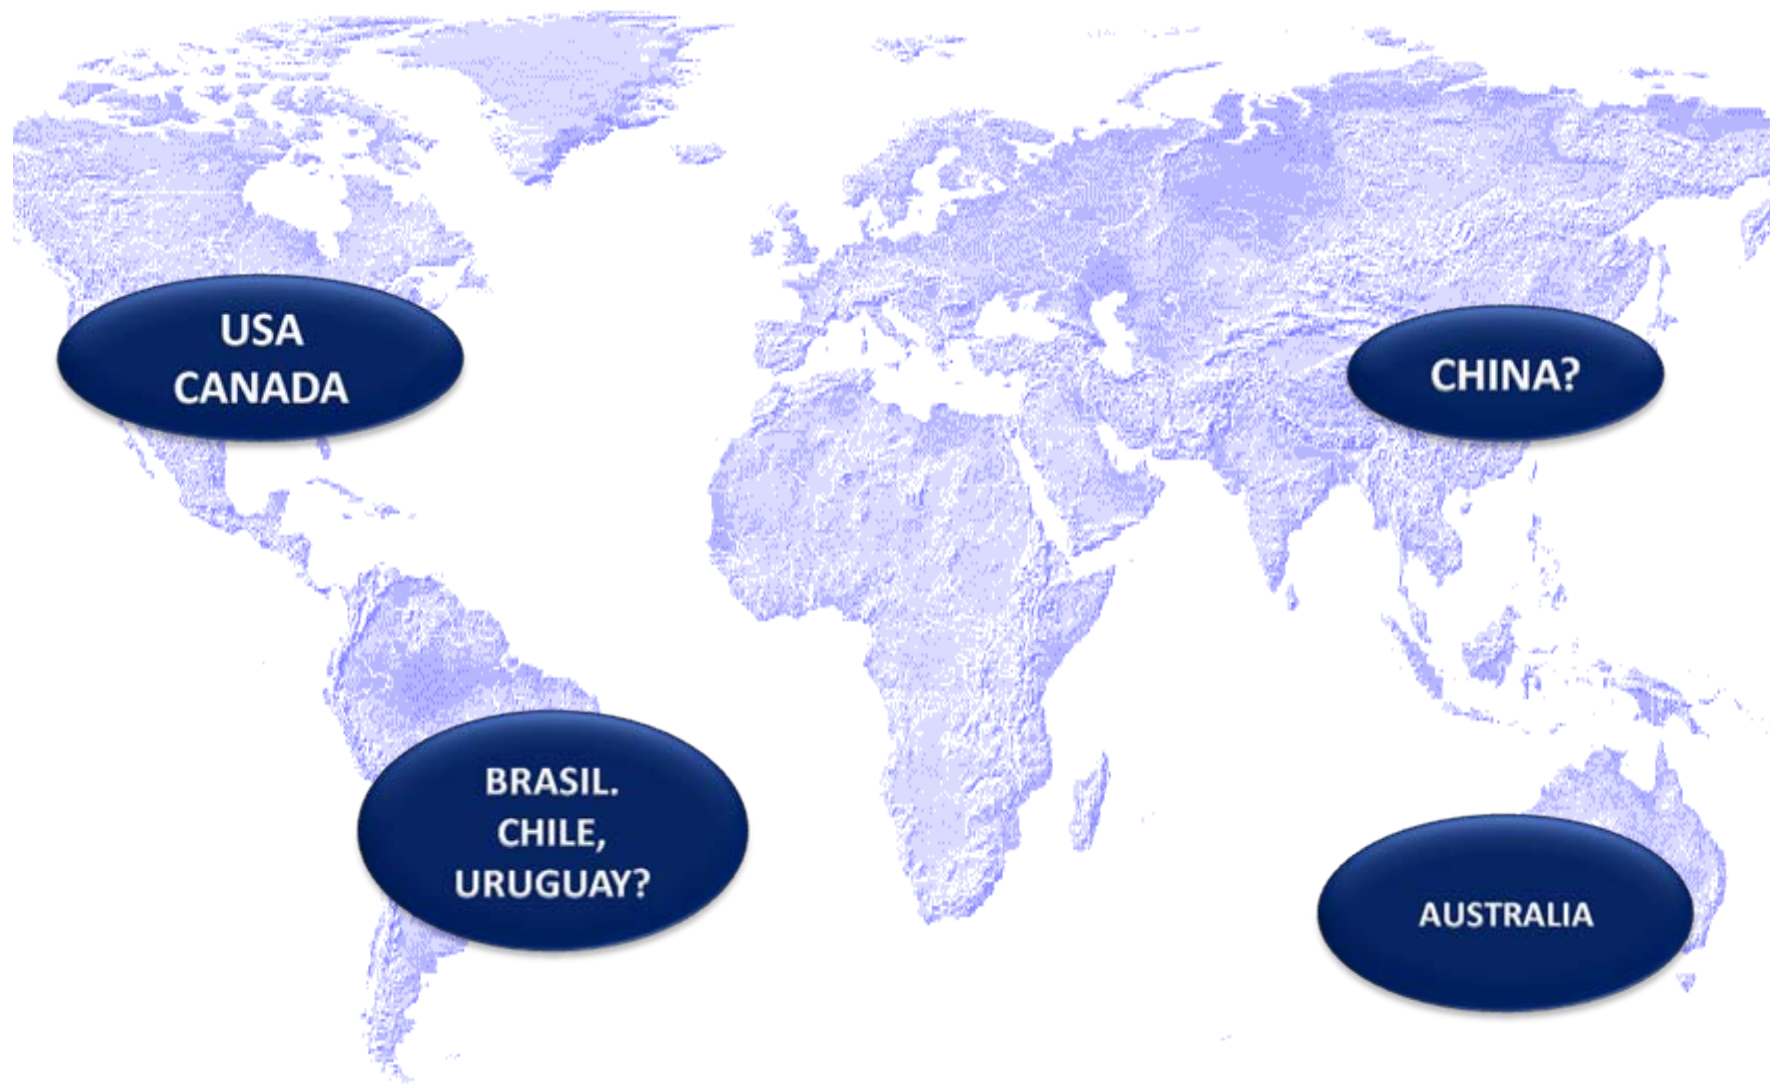 USA
CANADA
CHINA?
BRASIL.
CHILE,
URUGUAY?
AUSTRALIA